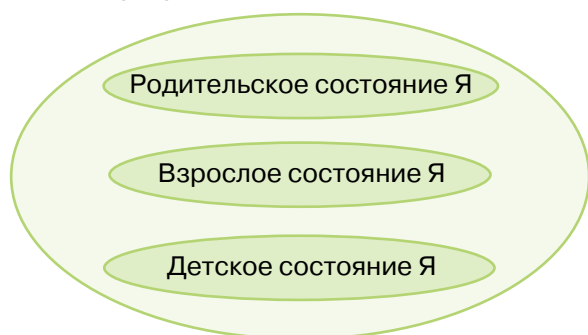 Родительское состояние Я
Взрослое состояние Я
Детское состояние Я